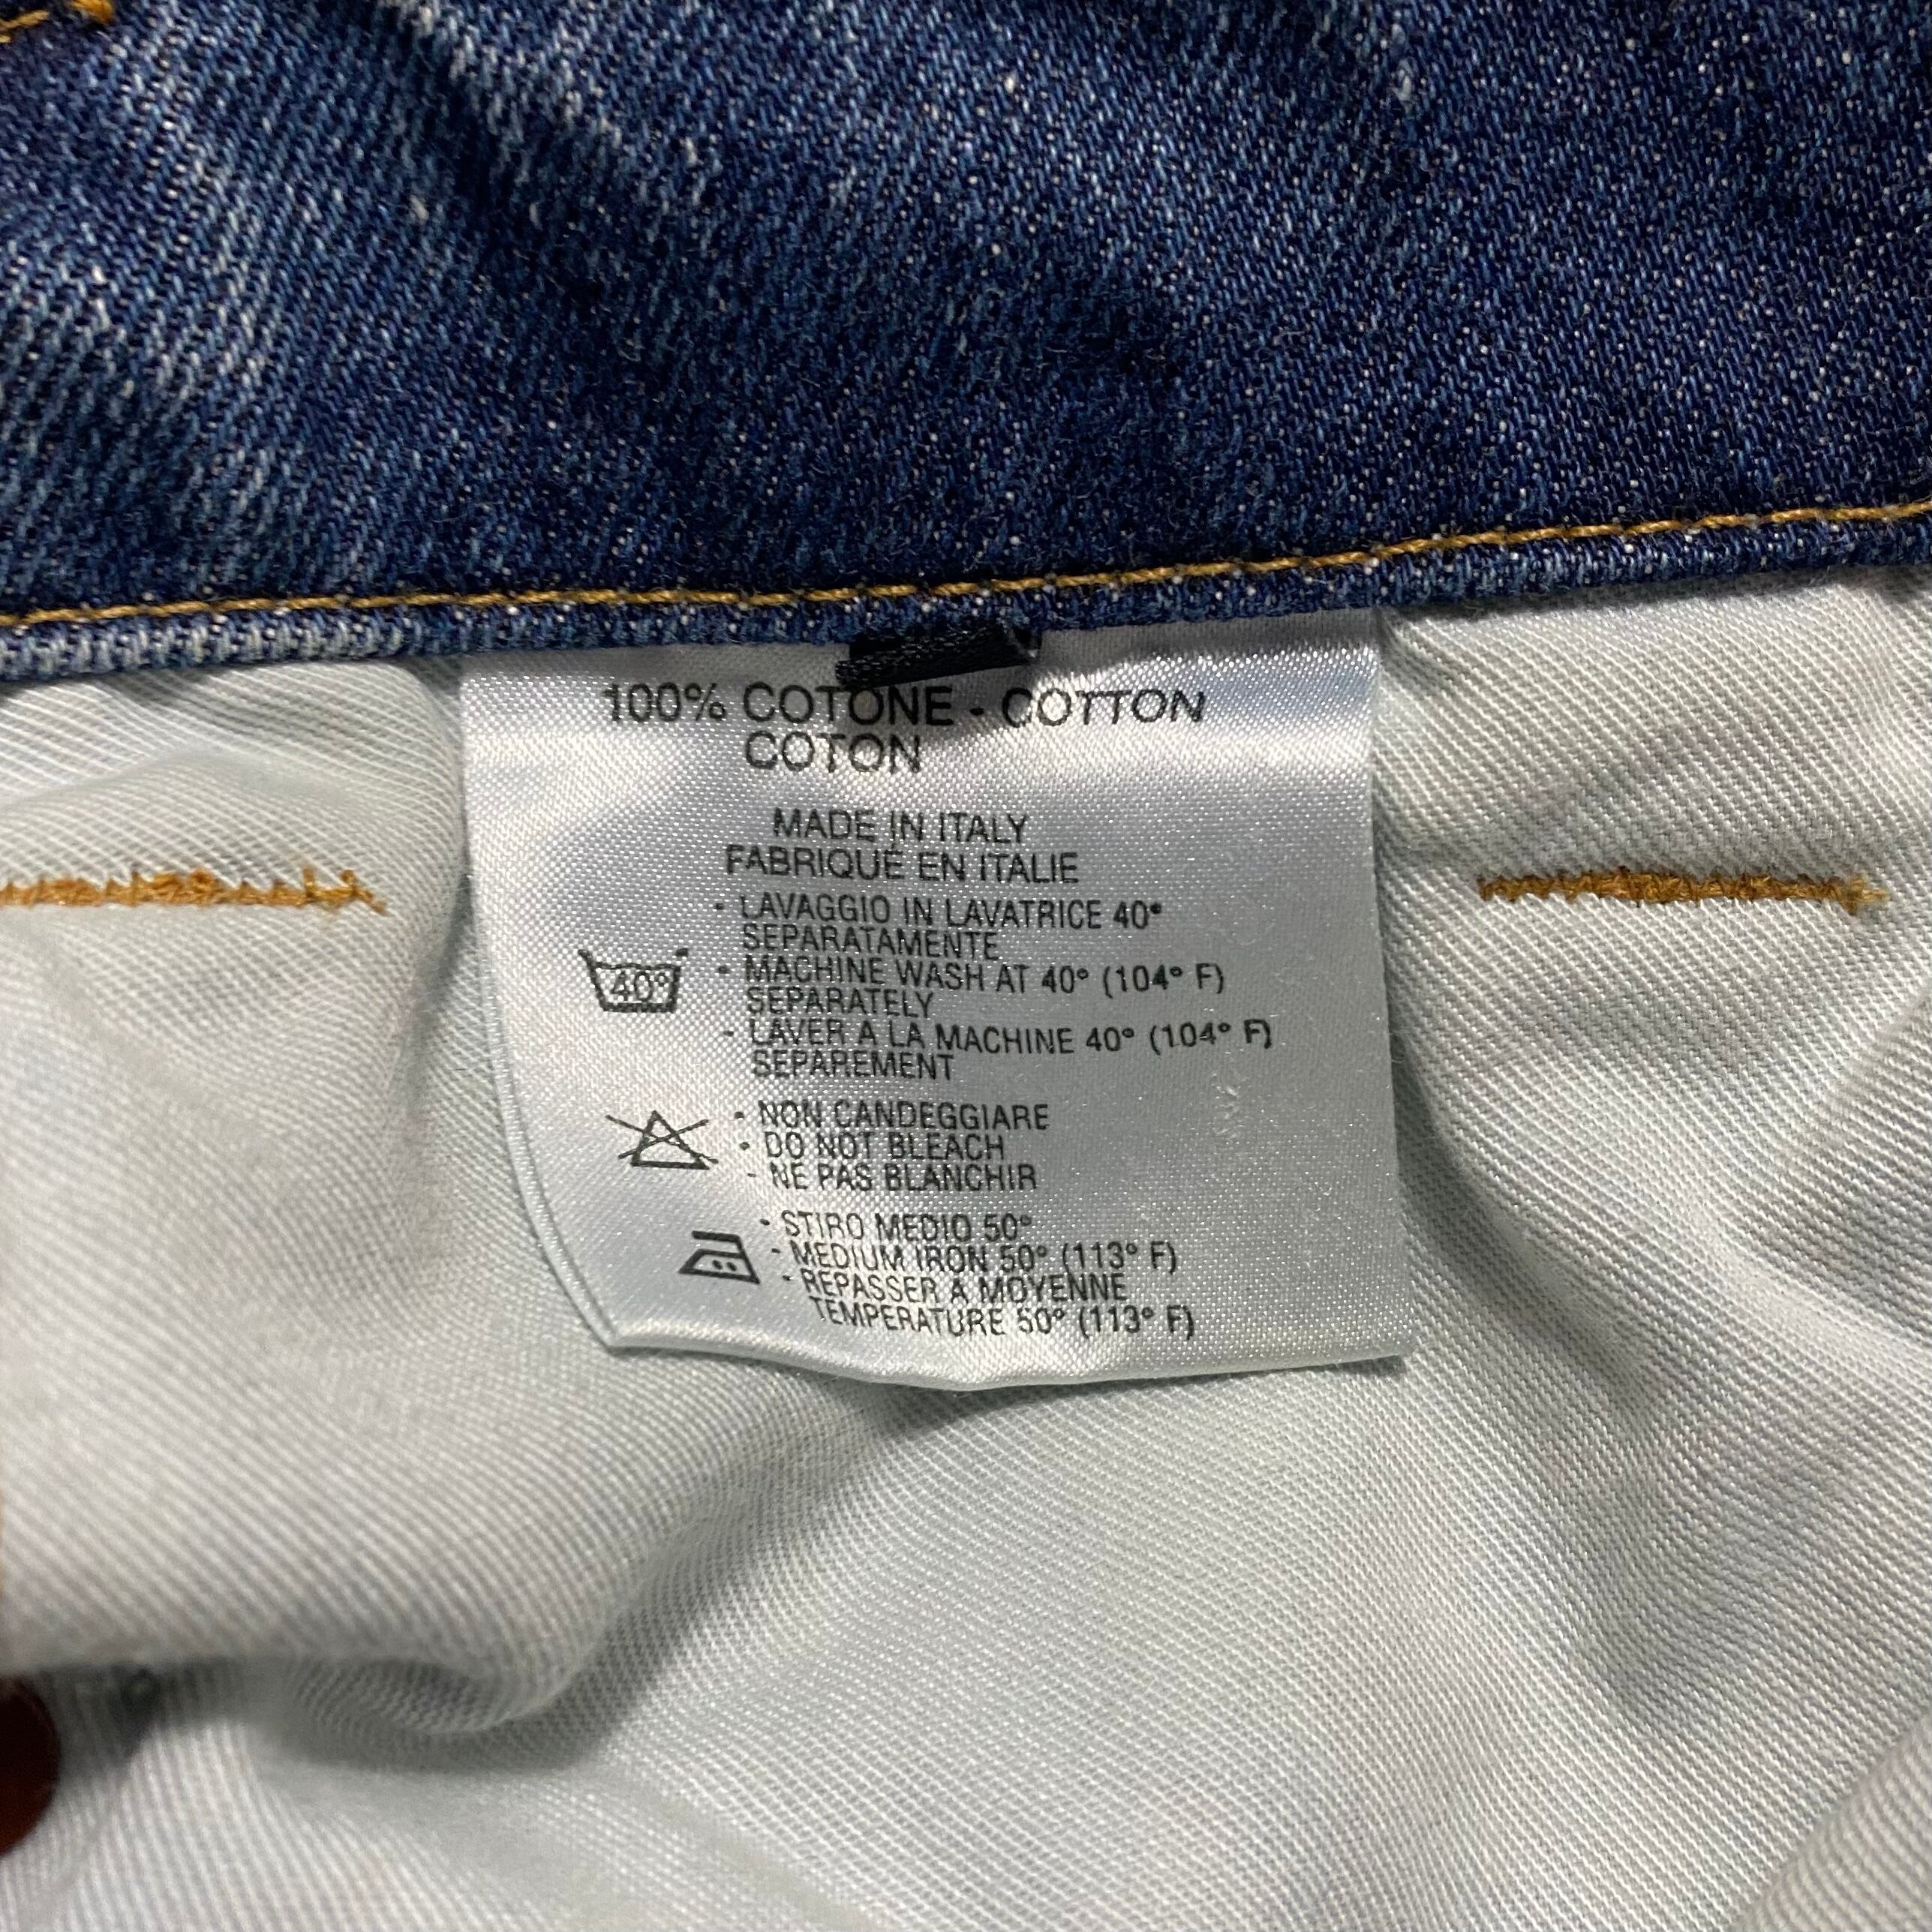 100% COTONE - COTTON
COTON
MADE IN ITALY
FABRIQUE EN ITALIE
- LAVAGGIO IN LAVATRICE 40°
SEPARATAMENTE
40°
- MACHINE WASH AT 40° (104° F)
SEPARATELY
- LAVER A LA MACHINE 40° (104° F)
SEPAREMENT
- NON CANDEGGIARE
- DO NOT BLEACH
- NE PAS BLANCHIR
- STIRO MEDIO 50°
- MEDIUM IRON 50° (113° F)
- REPASSER A MOYENNE
TEMPERATURE 50° (113° F)